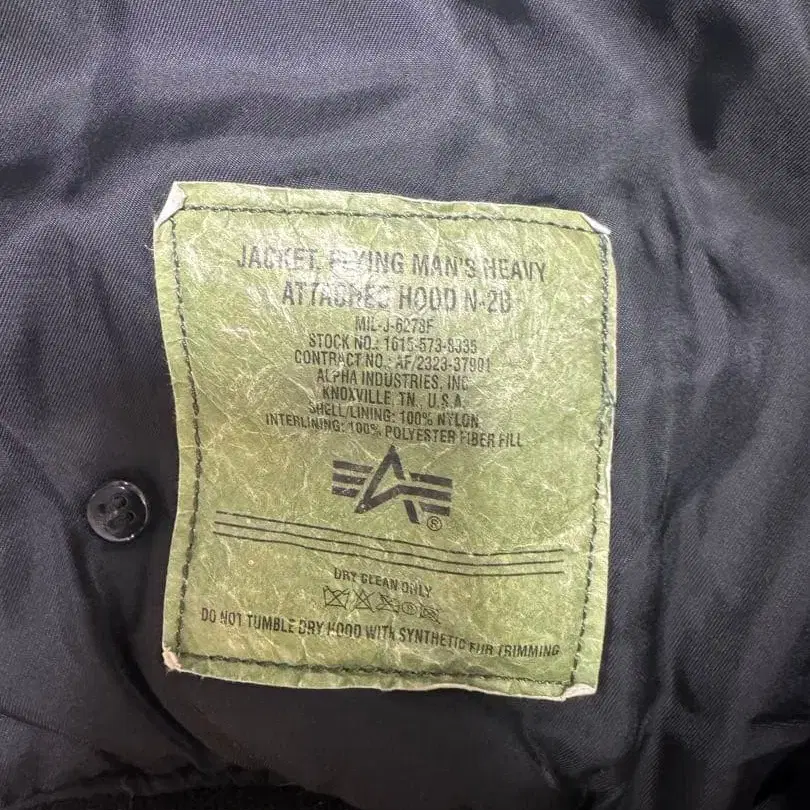 JACKET, FLYING MAN'S HEAVY
ATTACHED HOOD N-2B
MIL-J-6278F
STOCK NO.: 1615-573-8335
CONTRACT NO.: AF/2323-37991
ALPHA INDUSTRIES, INC
KNOXVILLE, TN, U.S.A.
SHELL/LINING: 100% NYLON
INTERLINING: 100% POLYESTER FIBER FILL
®
DRY CLEAN ONLY
DO NOT TUMBLE DRY HOOD WITH SYNTHETIC FUR TRIMMING